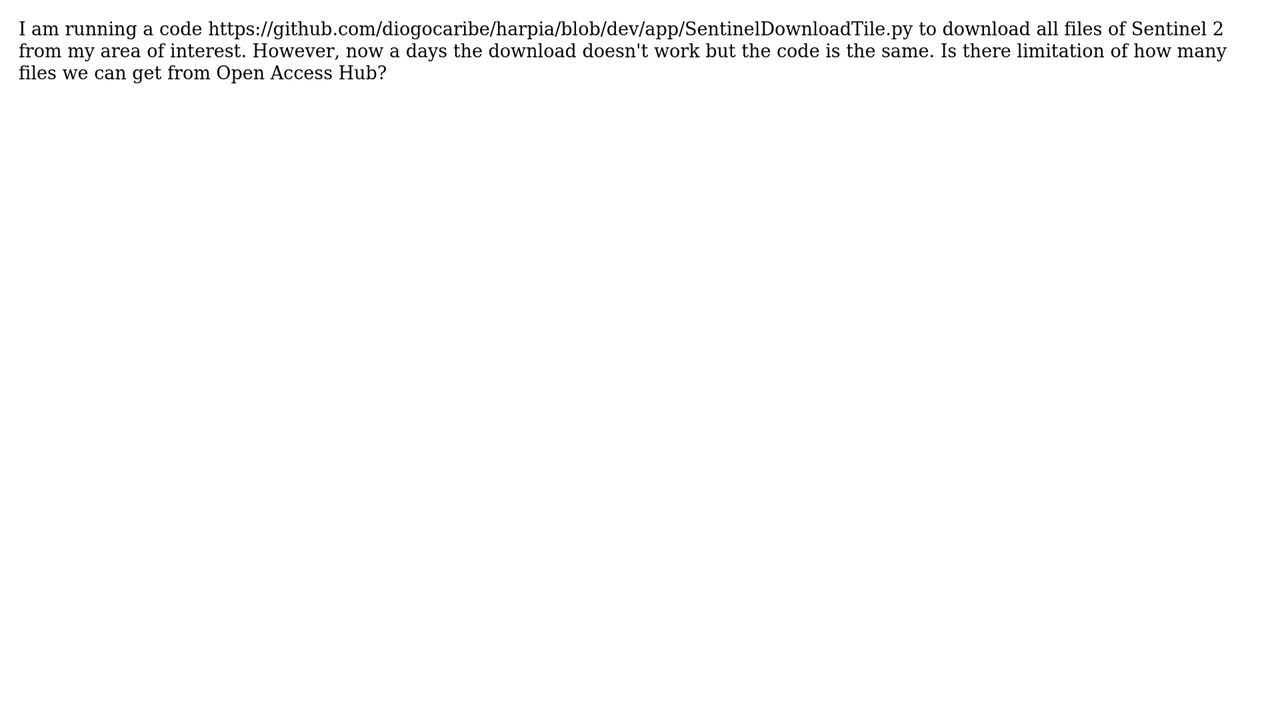 I am running a code https://github.com/diogocaribe/harpia/blob/dev/app/SentinelDownloadTile.py to download all files of Sentinel 2
from my area of interest. However, now a days the download doesn't work but the code is the same. Is there limitation of how many
files we can get from Open Access Hub?